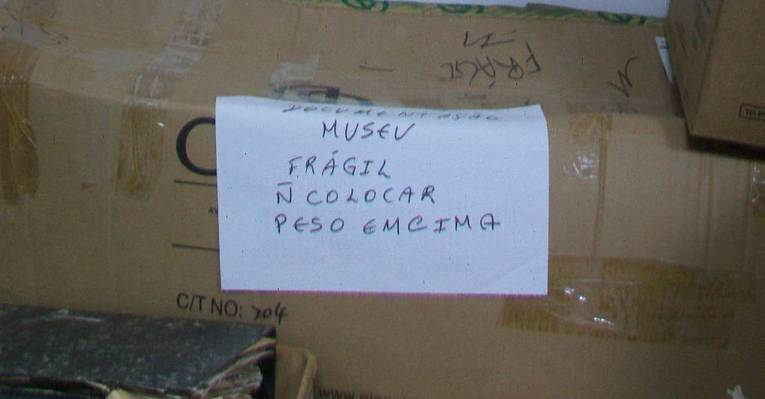 FRÁGIL
DOCUMENTAÇÃO
MUSEU
FRÁGIL
Ñ COLOCAR
PESO EMCIMA
C/T NO: 204